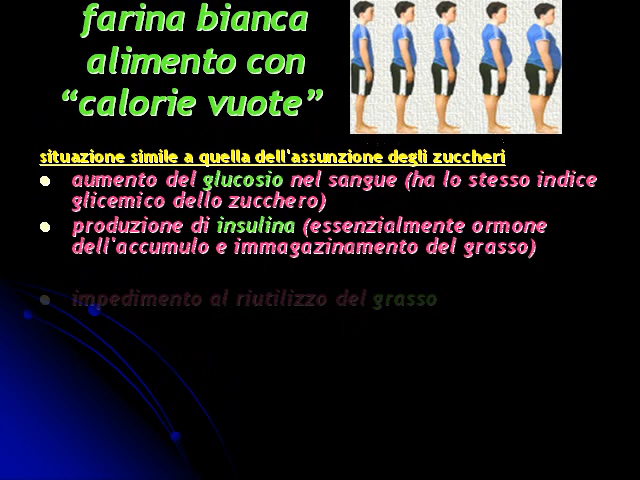 farina bianca
alimento con
“calorie vuote”
situazione simile a quella dell'assunzione degli zuccheri
aumento del glucosio nel sangue (ha lo stesso indice
glicemico dello zucchero)
produzione di insulina (essenzialmente ormone
dell'accumulo e immagazinamento del grasso)
impedimento al riutilizzo del grasso